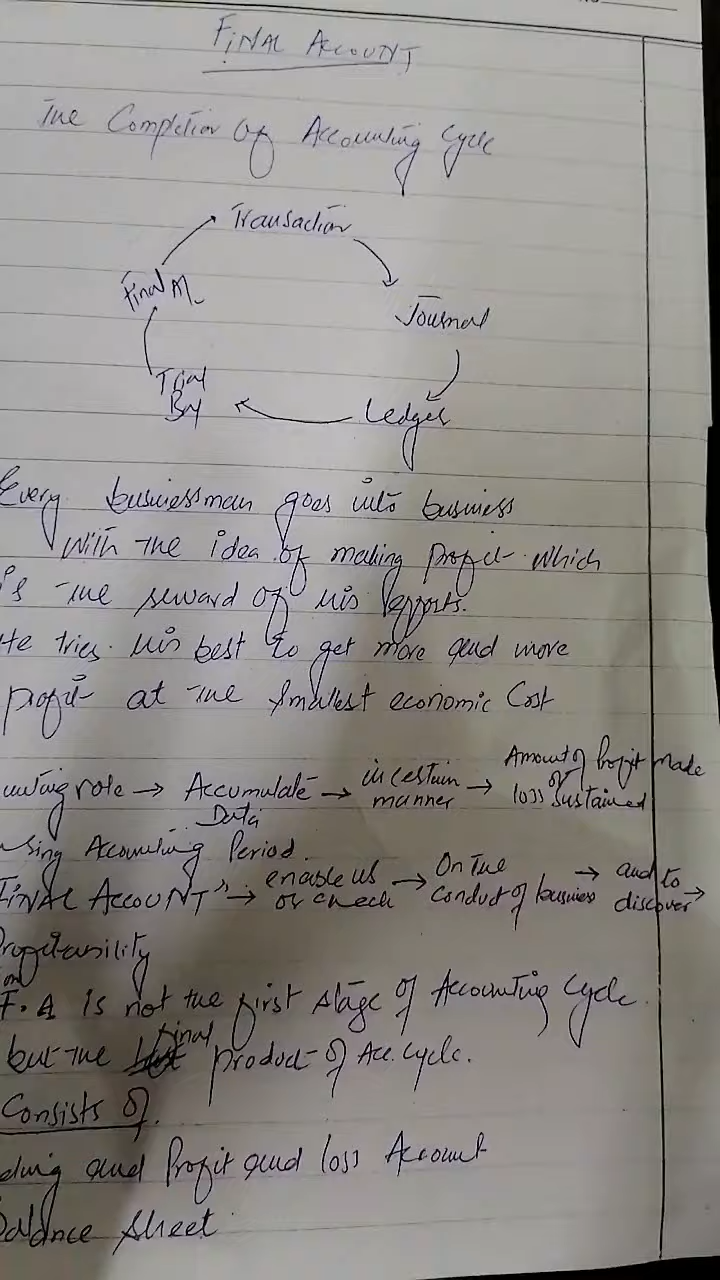 FINAL ACCOUNT
The Completion Of Accounting Cycle
Transaction
Final A/c
Journal
Trial
Bal
Ledger
Every businessman goes into business
With the idea of making profit which
is the reward of his efforts.
He tries his best to get more and more
profit at the smallest economic Cost
unting role → Accumulate Data → in certain manner → Amount of Profit made or loss sustained
using Accounting Period.
FINAL ACCOUNT" → enable us or check → On The Conduct of business → and to discover →
Profitability
F.A is not the first stage of Accounting Cycle.
but the final product of Acc. cycle.
Consists of.
ding and Profit and loss Account
Balance Sheet